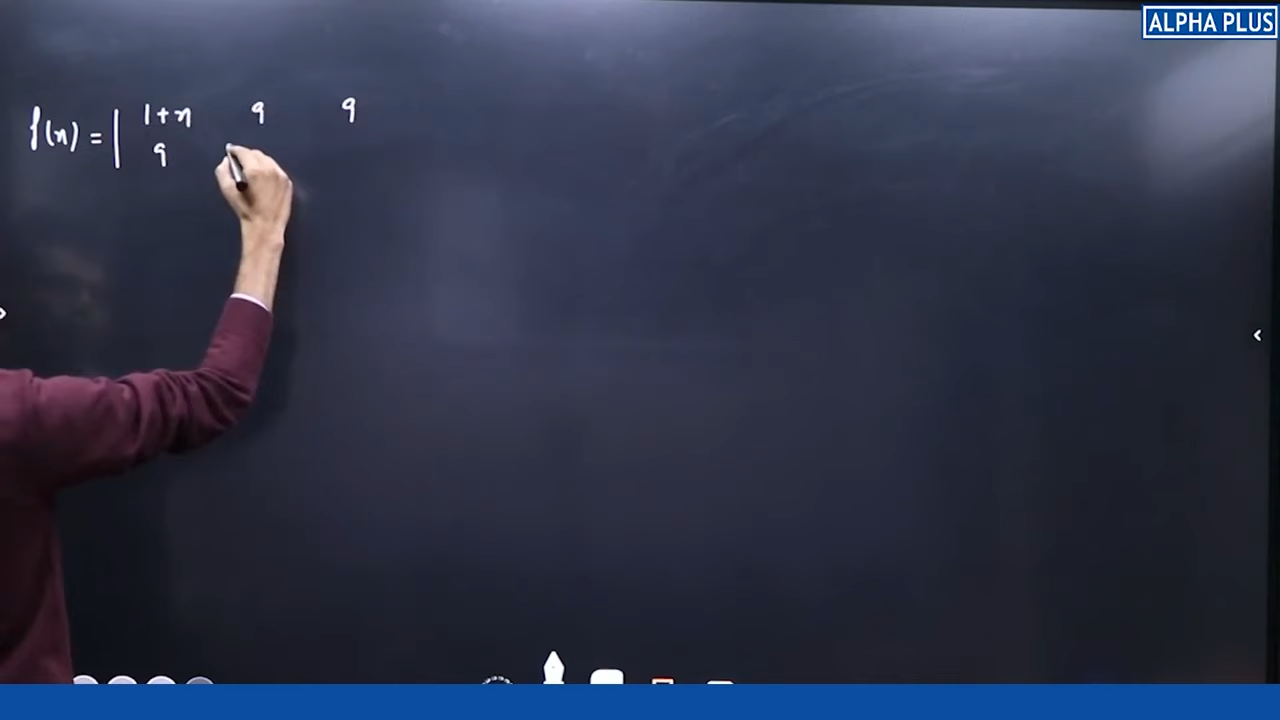 ALPHA PLUS
f(x) = | 1+x 9 9
9